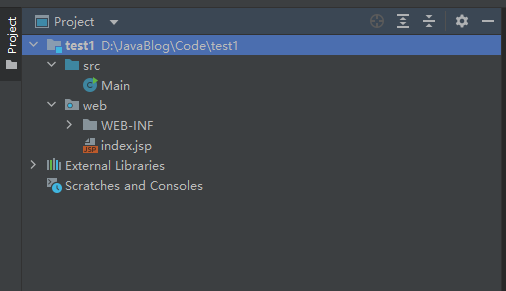 Project
Project
test1 D:\JavaBlog\Code\test1
src
C Main
web
WEB-INF
JSP index.jsp
External Libraries
Scratches and Consoles